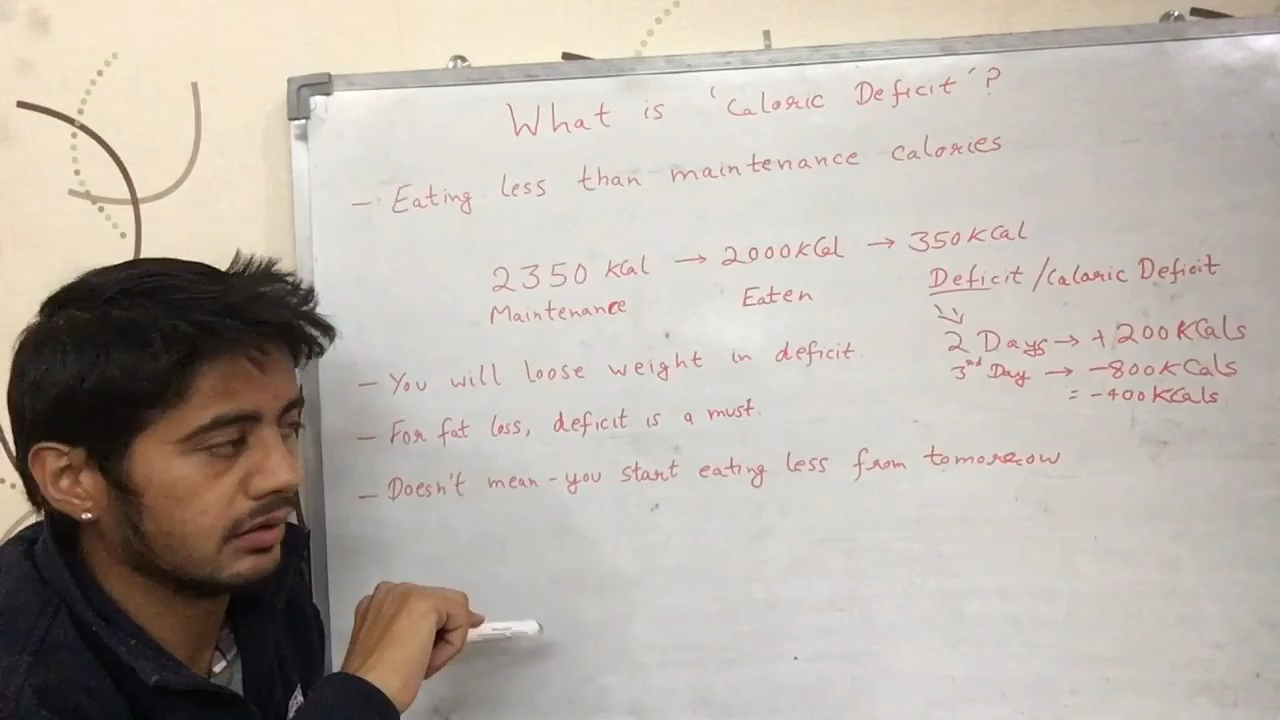 What is 'Caloric Deficit'?
- Eating less than maintenance calories
2350 KCal → 2000KCal → 350KCal
Maintenance Eaten Deficit/Caloric Deficit
2 Days → +200KCals
3nd Day → -800KCals
= -400KCals
- You will loose weight in deficit.
- For fat loss, deficit is a must.
- Doesn't mean - you start eating less from tomorrow